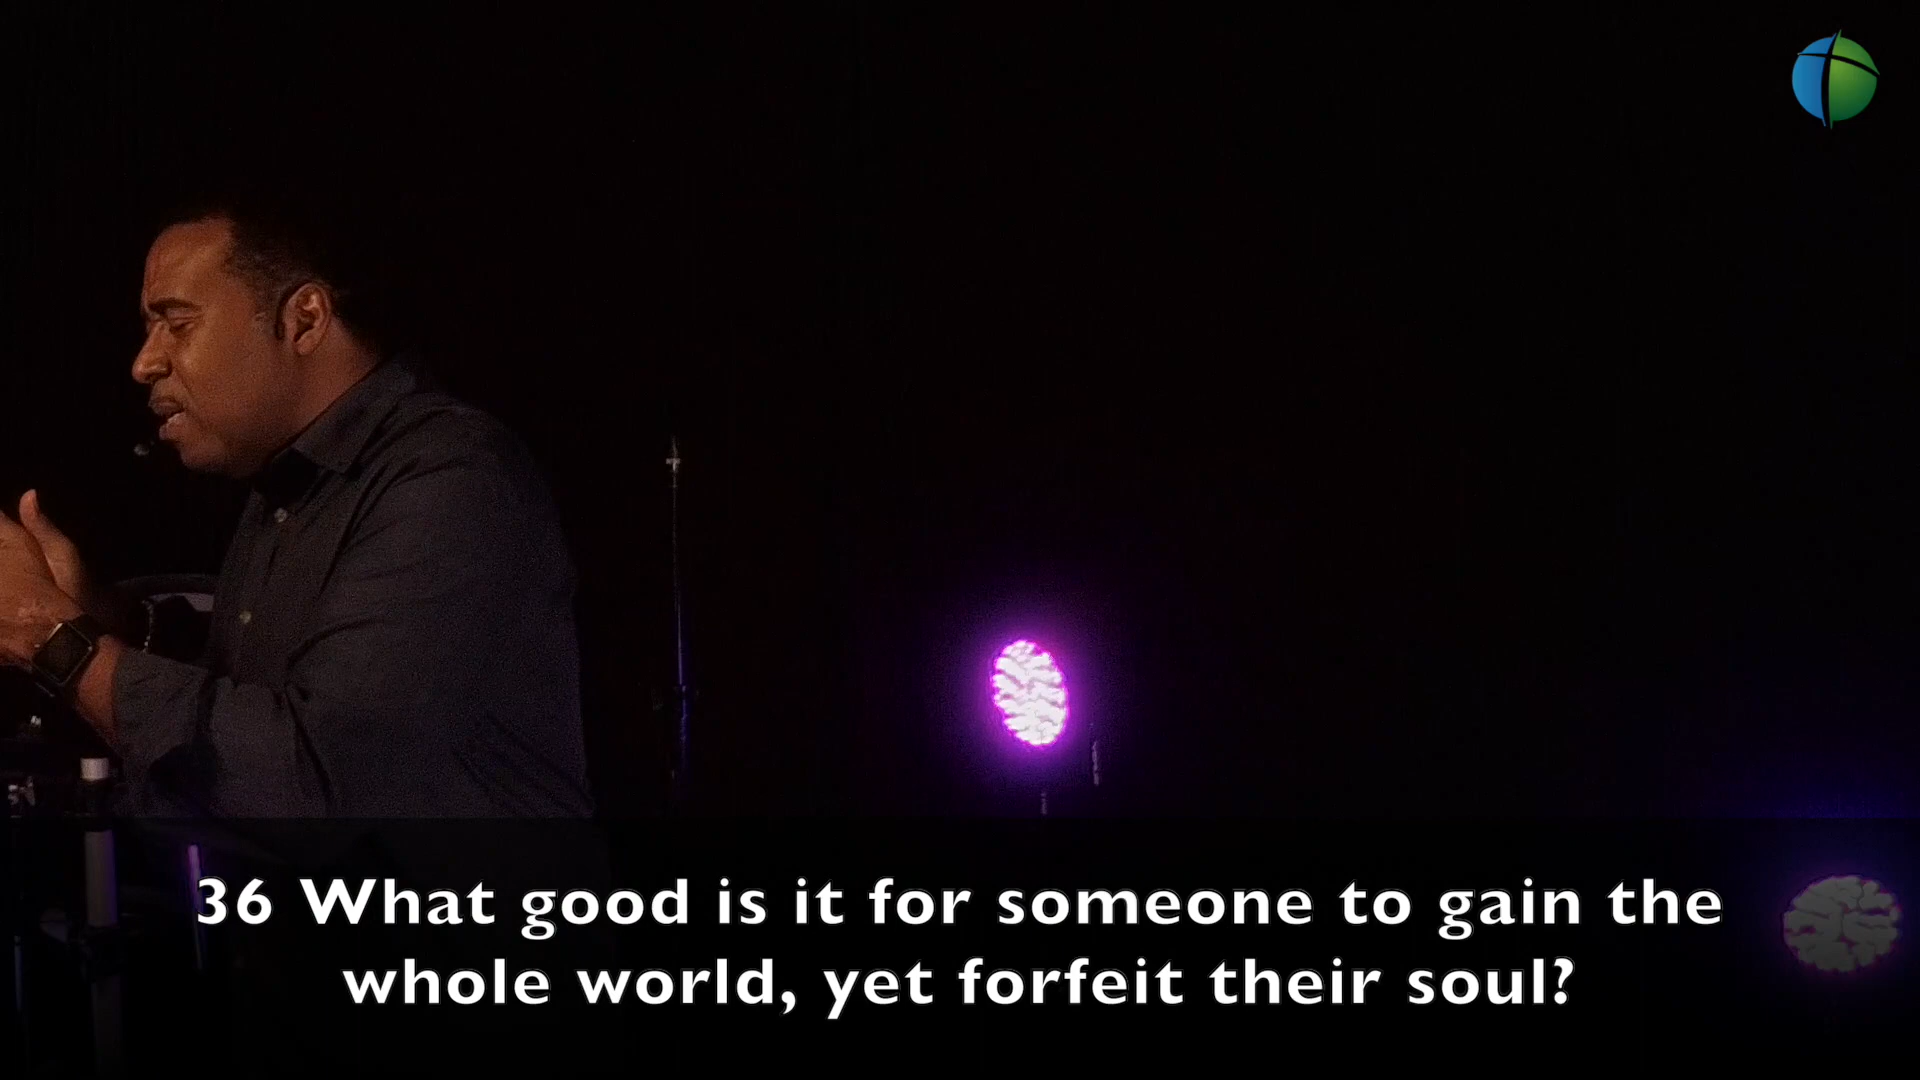 36 What good is it for someone to gain the
whole world, yet forfeit their soul?